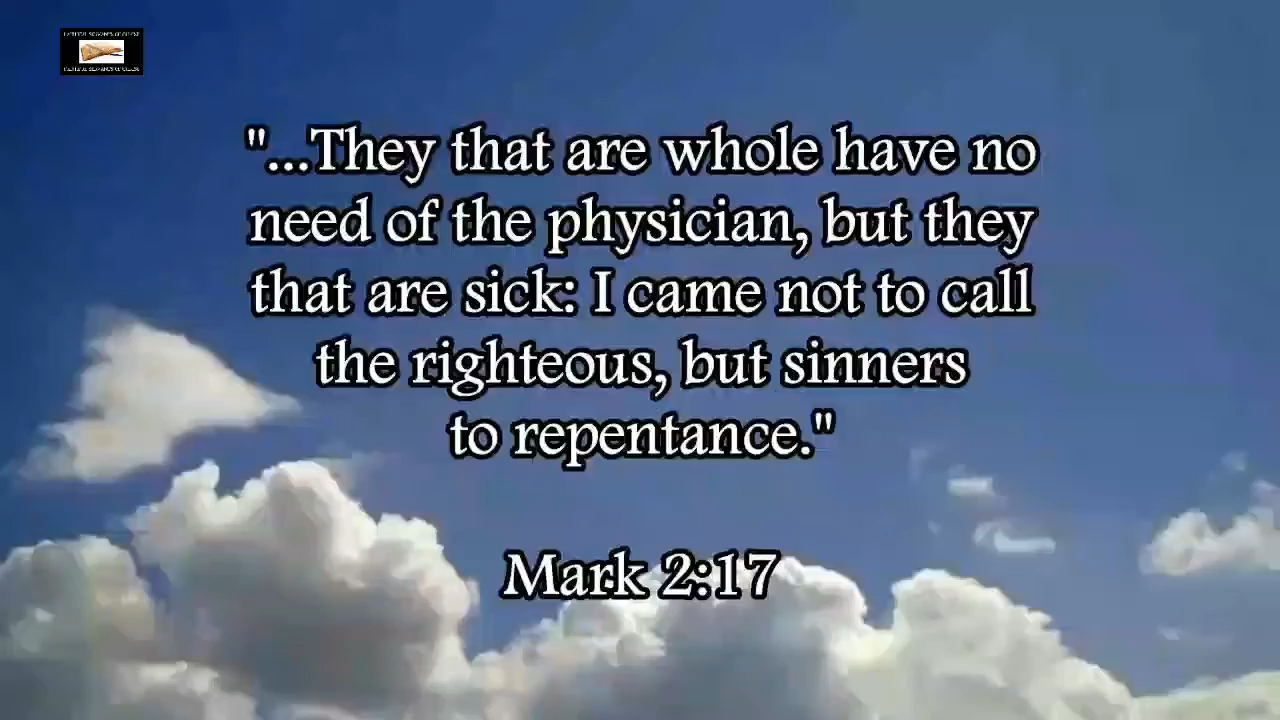 "...They that are whole have no
need of the physician, but they
that are sick: I came not to call
the righteous, but sinners
to repentance."
Mark 2:17